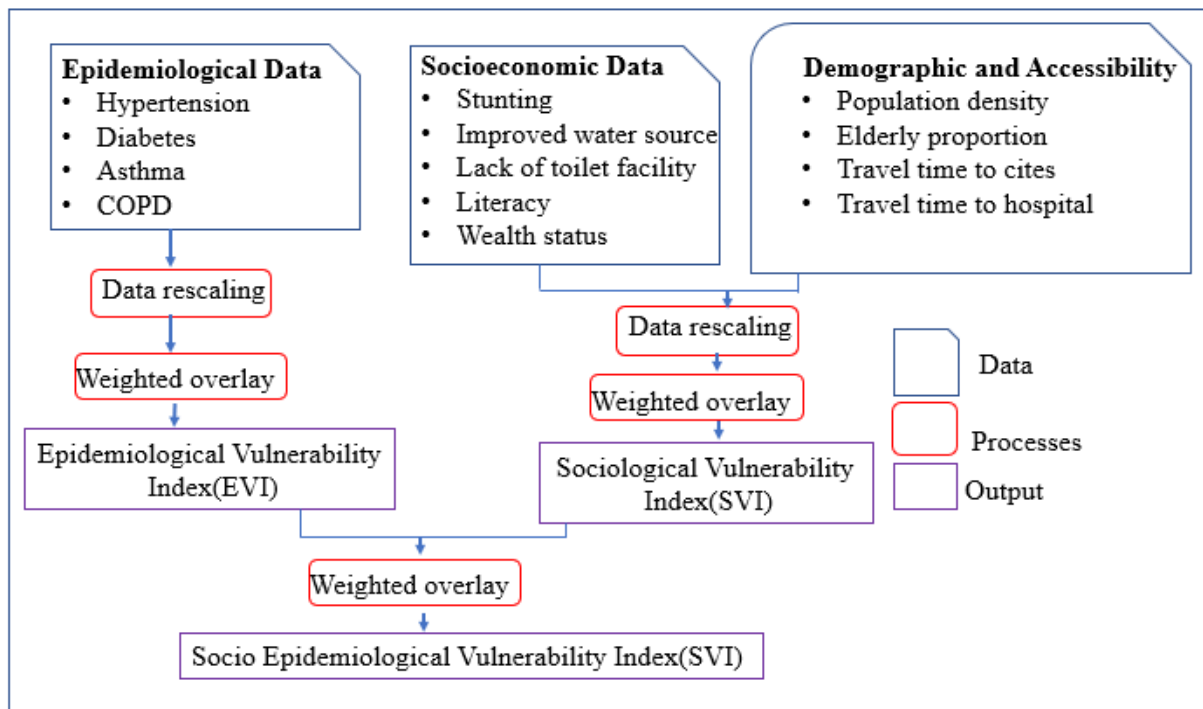 Epidemiological Data
• Hypertension
• Diabetes
• Asthma
• COPD
Socioeconomic Data
• Stunting
• Improved water source
• Lack of toilet facility
• Literacy
• Wealth status
Demographic and Accessibility
• Population density
• Elderly proportion
• Travel time to cites
• Travel time to hospital
Data rescaling
Weighted overlay
Epidemiological Vulnerability
Index(EVI)
Data rescaling
Weighted overlay
Sociological Vulnerability
Index(SVI)
Data
Processes
Output
Weighted overlay
Socio Epidemiological Vulnerability Index(SVI)